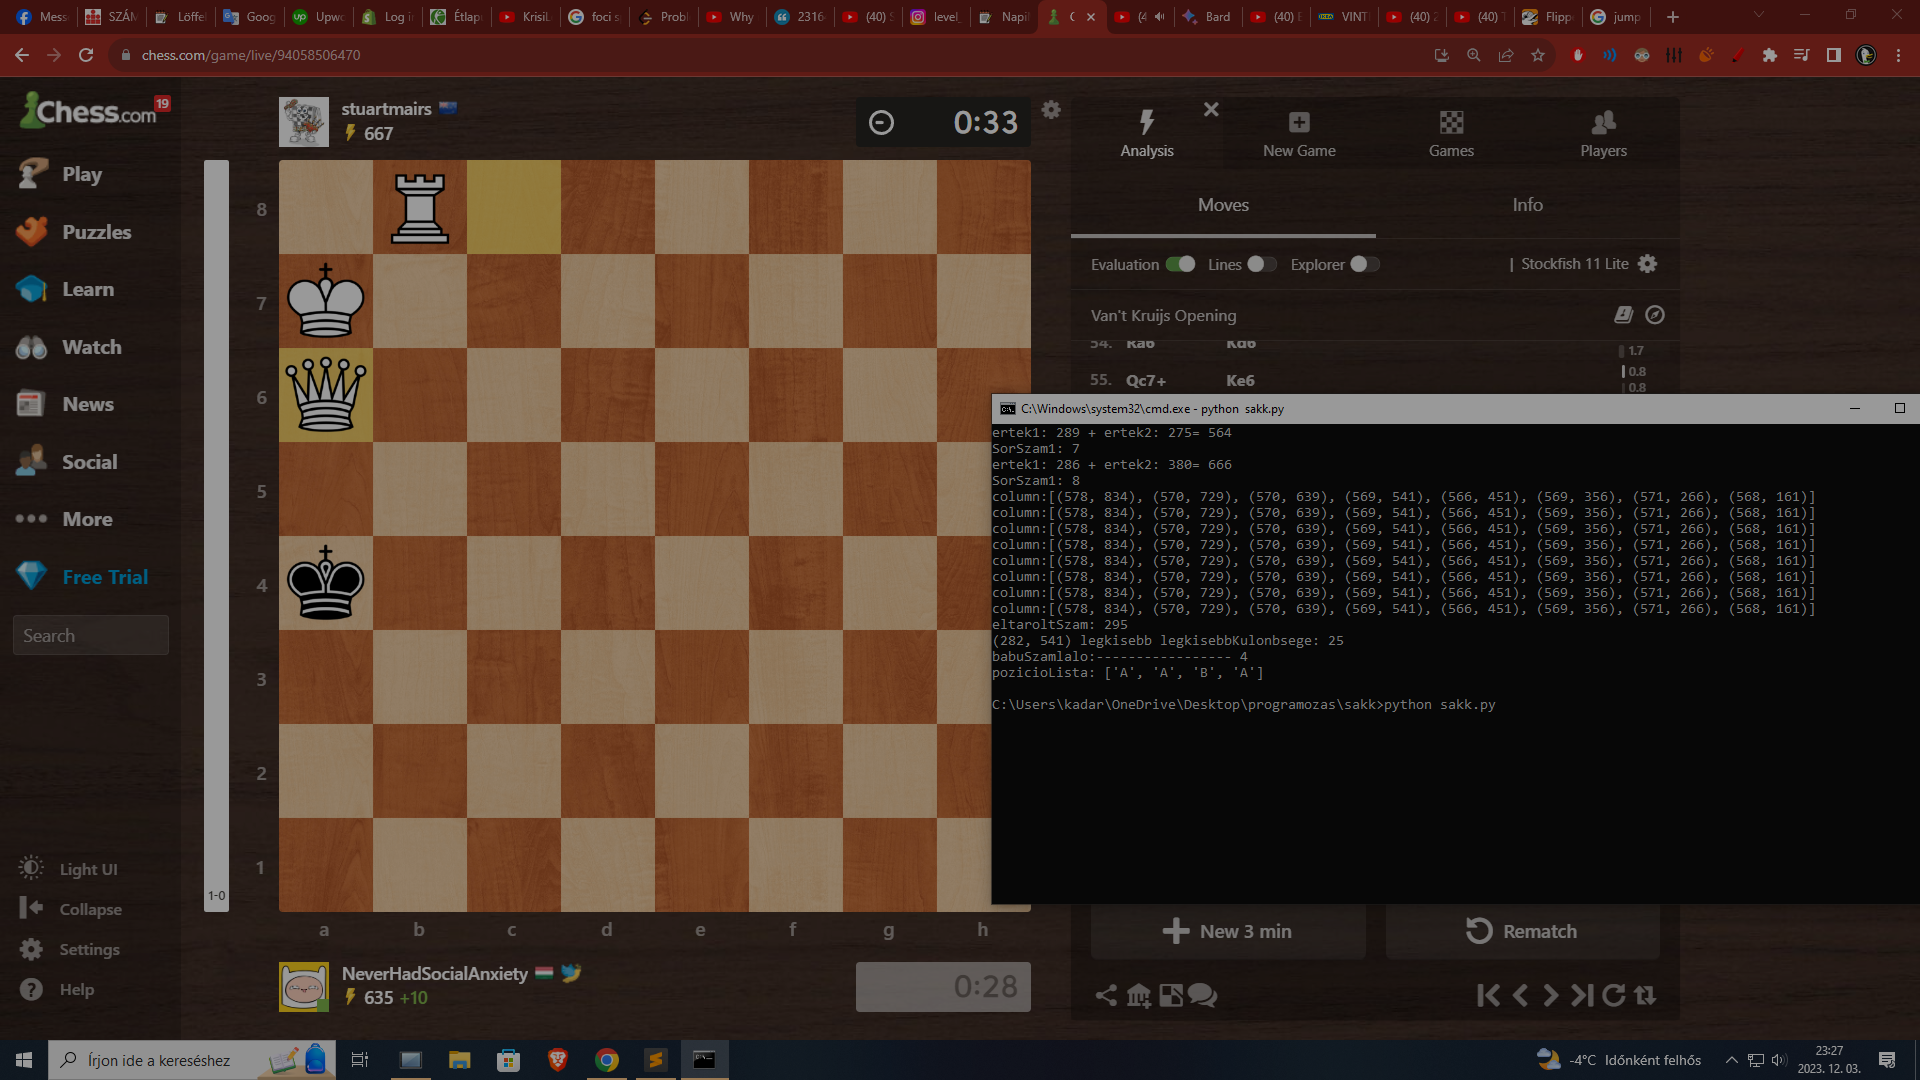 Mess
SZÁM
Löffel
Goog
Upwo
Log i
Étlap
KrisiL
foci s
Probl
Why
2316
(40) S
level_
Napi
Bard
(40) E
VINT
(40) 2
(40) T
Flipp
jump
chess.com/game/live/94058506470
Chess.com
19
Play
Puzzles
Learn
Watch
News
Social
More
Free Trial
Search
Light UI
Collapse
Settings
Help
stuartmairs
667
0:33
8
7
6
5
4
3
2
1
1-0
a b c d e f g h
NeverHadSocialAnxiety
635 +10
0:28
Analysis
New Game
Games
Players
Moves
Info
Evaluation
Lines
Explorer
| Stockfish 11 Lite
Van't Kruijs Opening
54. Ra6 Kd6
1.7
55. Qc7+ Ke6
0.8
0.8
C:\Windows\system32\cmd.exe - python sakk.py
ertek1: 289 + ertek2: 275= 564
SorSzam1: 7
ertek1: 286 + ertek2: 380= 666
SorSzam1: 8
column:[(578, 834), (570, 729), (570, 639), (569, 541), (566, 451), (569, 356), (571, 266), (568, 161)]
column:[(578, 834), (570, 729), (570, 639), (569, 541), (566, 451), (569, 356), (571, 266), (568, 161)]
column:[(578, 834), (570, 729), (570, 639), (569, 541), (566, 451), (569, 356), (571, 266), (568, 161)]
column:[(578, 834), (570, 729), (570, 639), (569, 541), (566, 451), (569, 356), (571, 266), (568, 161)]
column:[(578, 834), (570, 729), (570, 639), (569, 541), (566, 451), (569, 356), (571, 266), (568, 161)]
column:[(578, 834), (570, 729), (570, 639), (569, 541), (566, 451), (569, 356), (571, 266), (568, 161)]
column:[(578, 834), (570, 729), (570, 639), (569, 541), (566, 451), (569, 356), (571, 266), (568, 161)]
column:[(578, 834), (570, 729), (570, 639), (569, 541), (566, 451), (569, 356), (571, 266), (568, 161)]
eltaroltSzam: 295
(282, 541) legkisebb legkisebbKulonbsege: 25
babuSzamlalo:----------------- 4
pozicioLista: ['A', 'A', 'B', 'A']
C:\Users\kadar\OneDrive\Desktop\programozas\sakk>python sakk.py
New 3 min
Rematch
Írjon ide a kereséshez
-4°C Időnként felhős
23:27
2023. 12. 03.